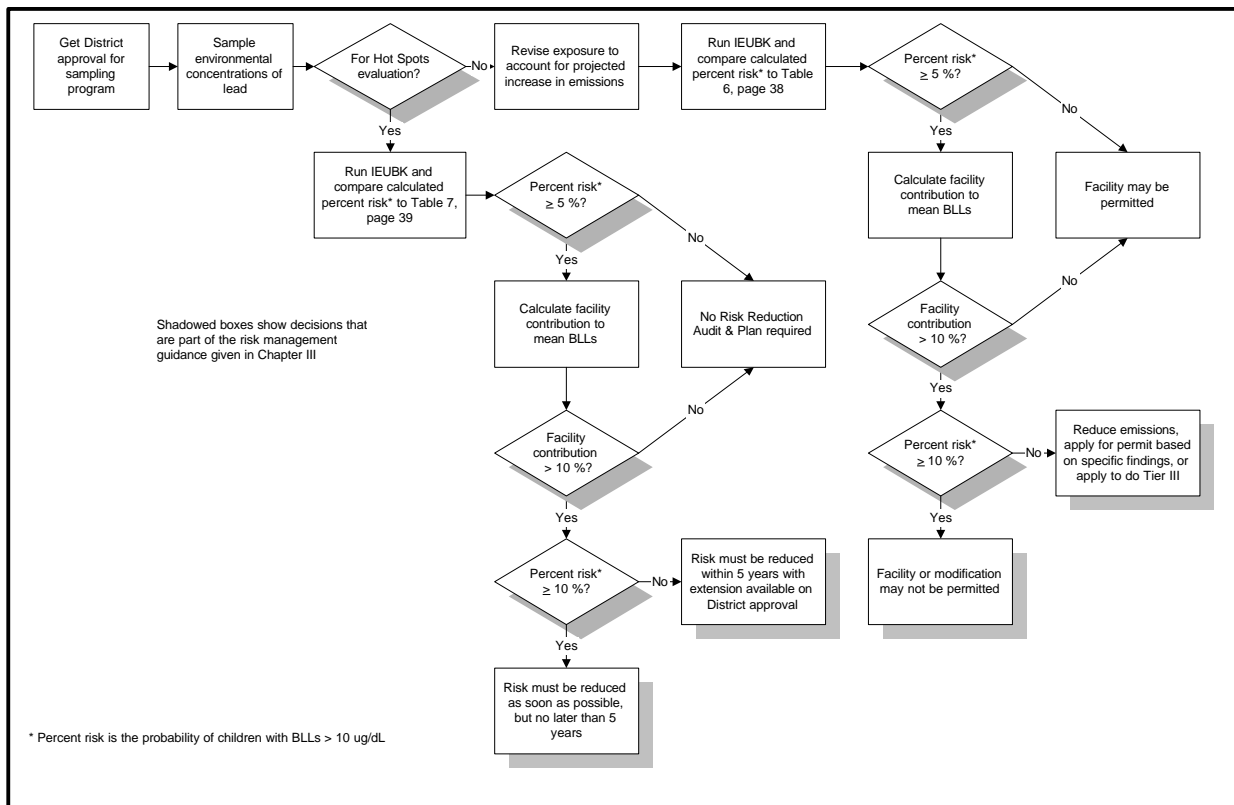 Get District
approval for
sampling
program
Sample
environmental
concentrations of
lead
For Hot Spots
evaluation?
No
Revise exposure to
account for projected
increase in emissions
Run IEUBK and
compare calculated
percent risk* to Table
6, page 38
Percent risk*
≥ 5 %?
No
Yes
Yes
Run IEUBK and
compare calculated
percent risk* to Table 7,
page 39
Percent risk*
≥ 5 %?
No
Yes
Calculate facility
contribution to
mean BLLs
Facility may be
permitted
No
Calculate facility
contribution to
mean BLLs
No Risk Reduction
Audit & Plan required
Facility
contribution
> 10 %?
Yes
Shadowed boxes show decisions that
are part of the risk management
guidance given in Chapter III
No
Facility
contribution
> 10 %?
Yes
Percent risk*
≥ 10 %?
No
Reduce emissions,
apply for permit based
on specific findings, or
apply to do Tier III
Yes
Percent risk*
≥ 10 %?
No
Risk must be reduced
within 5 years with
extension available on
District approval
Facility or modification
may not be permitted
Yes
Risk must be reduced
as soon as possible,
but no later than 5
years
* Percent risk is the probability of children with BLLs > 10 ug/dL